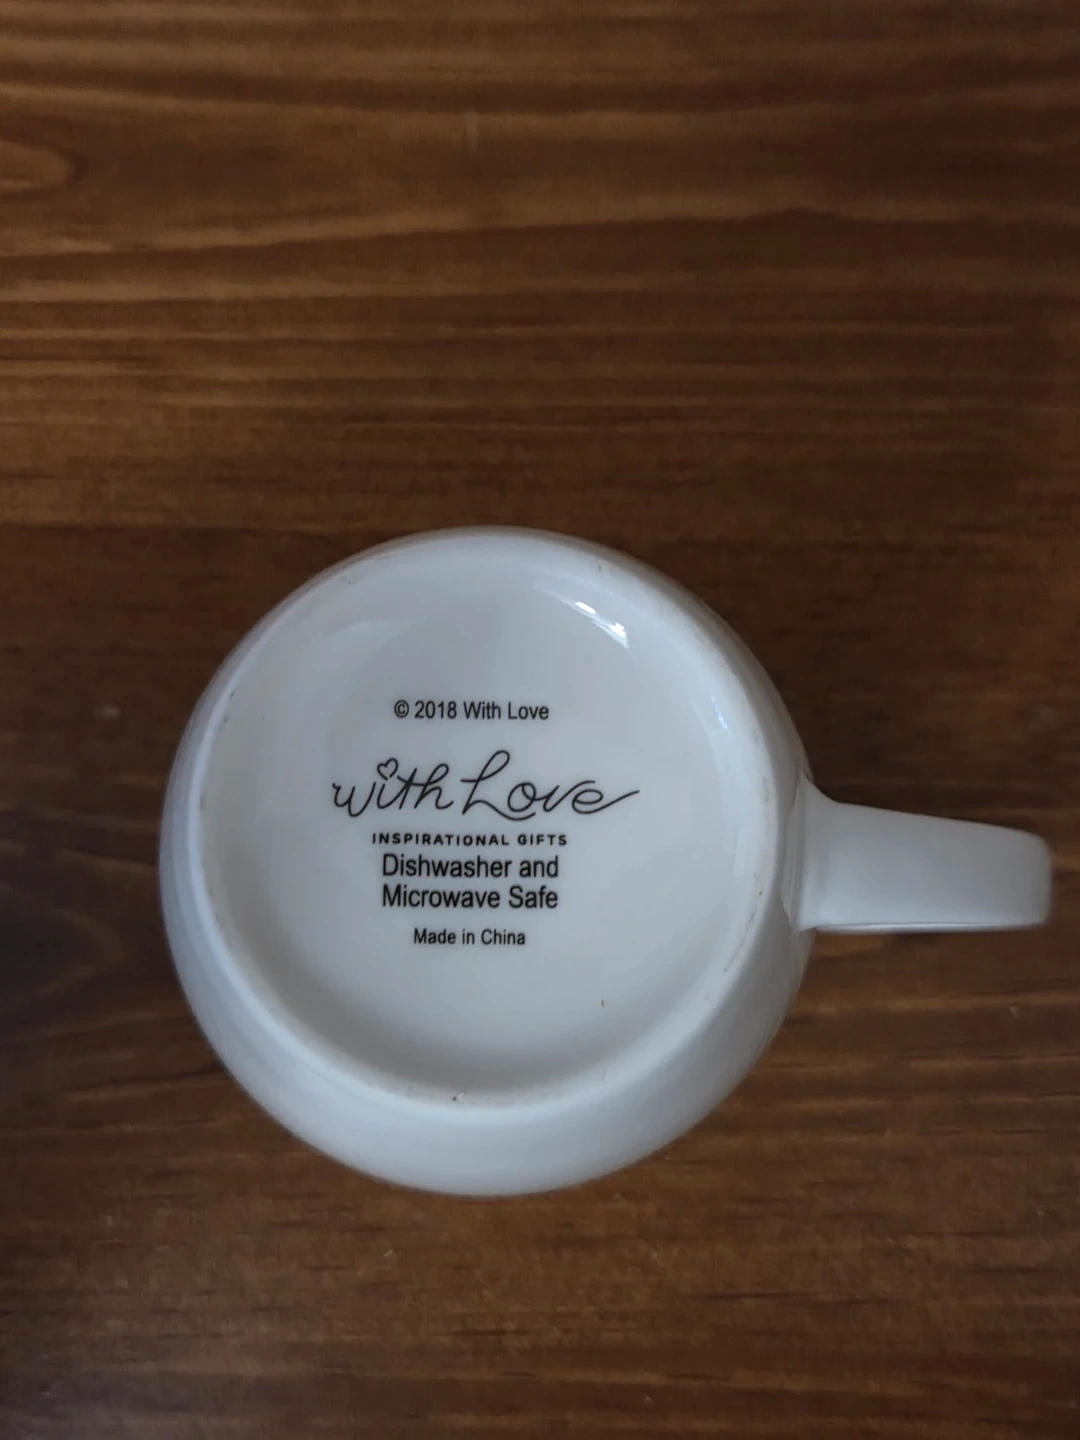 © 2018 With Love
with Love
INSPIRATIONAL GIFTS
Dishwasher and
Microwave Safe
Made in China